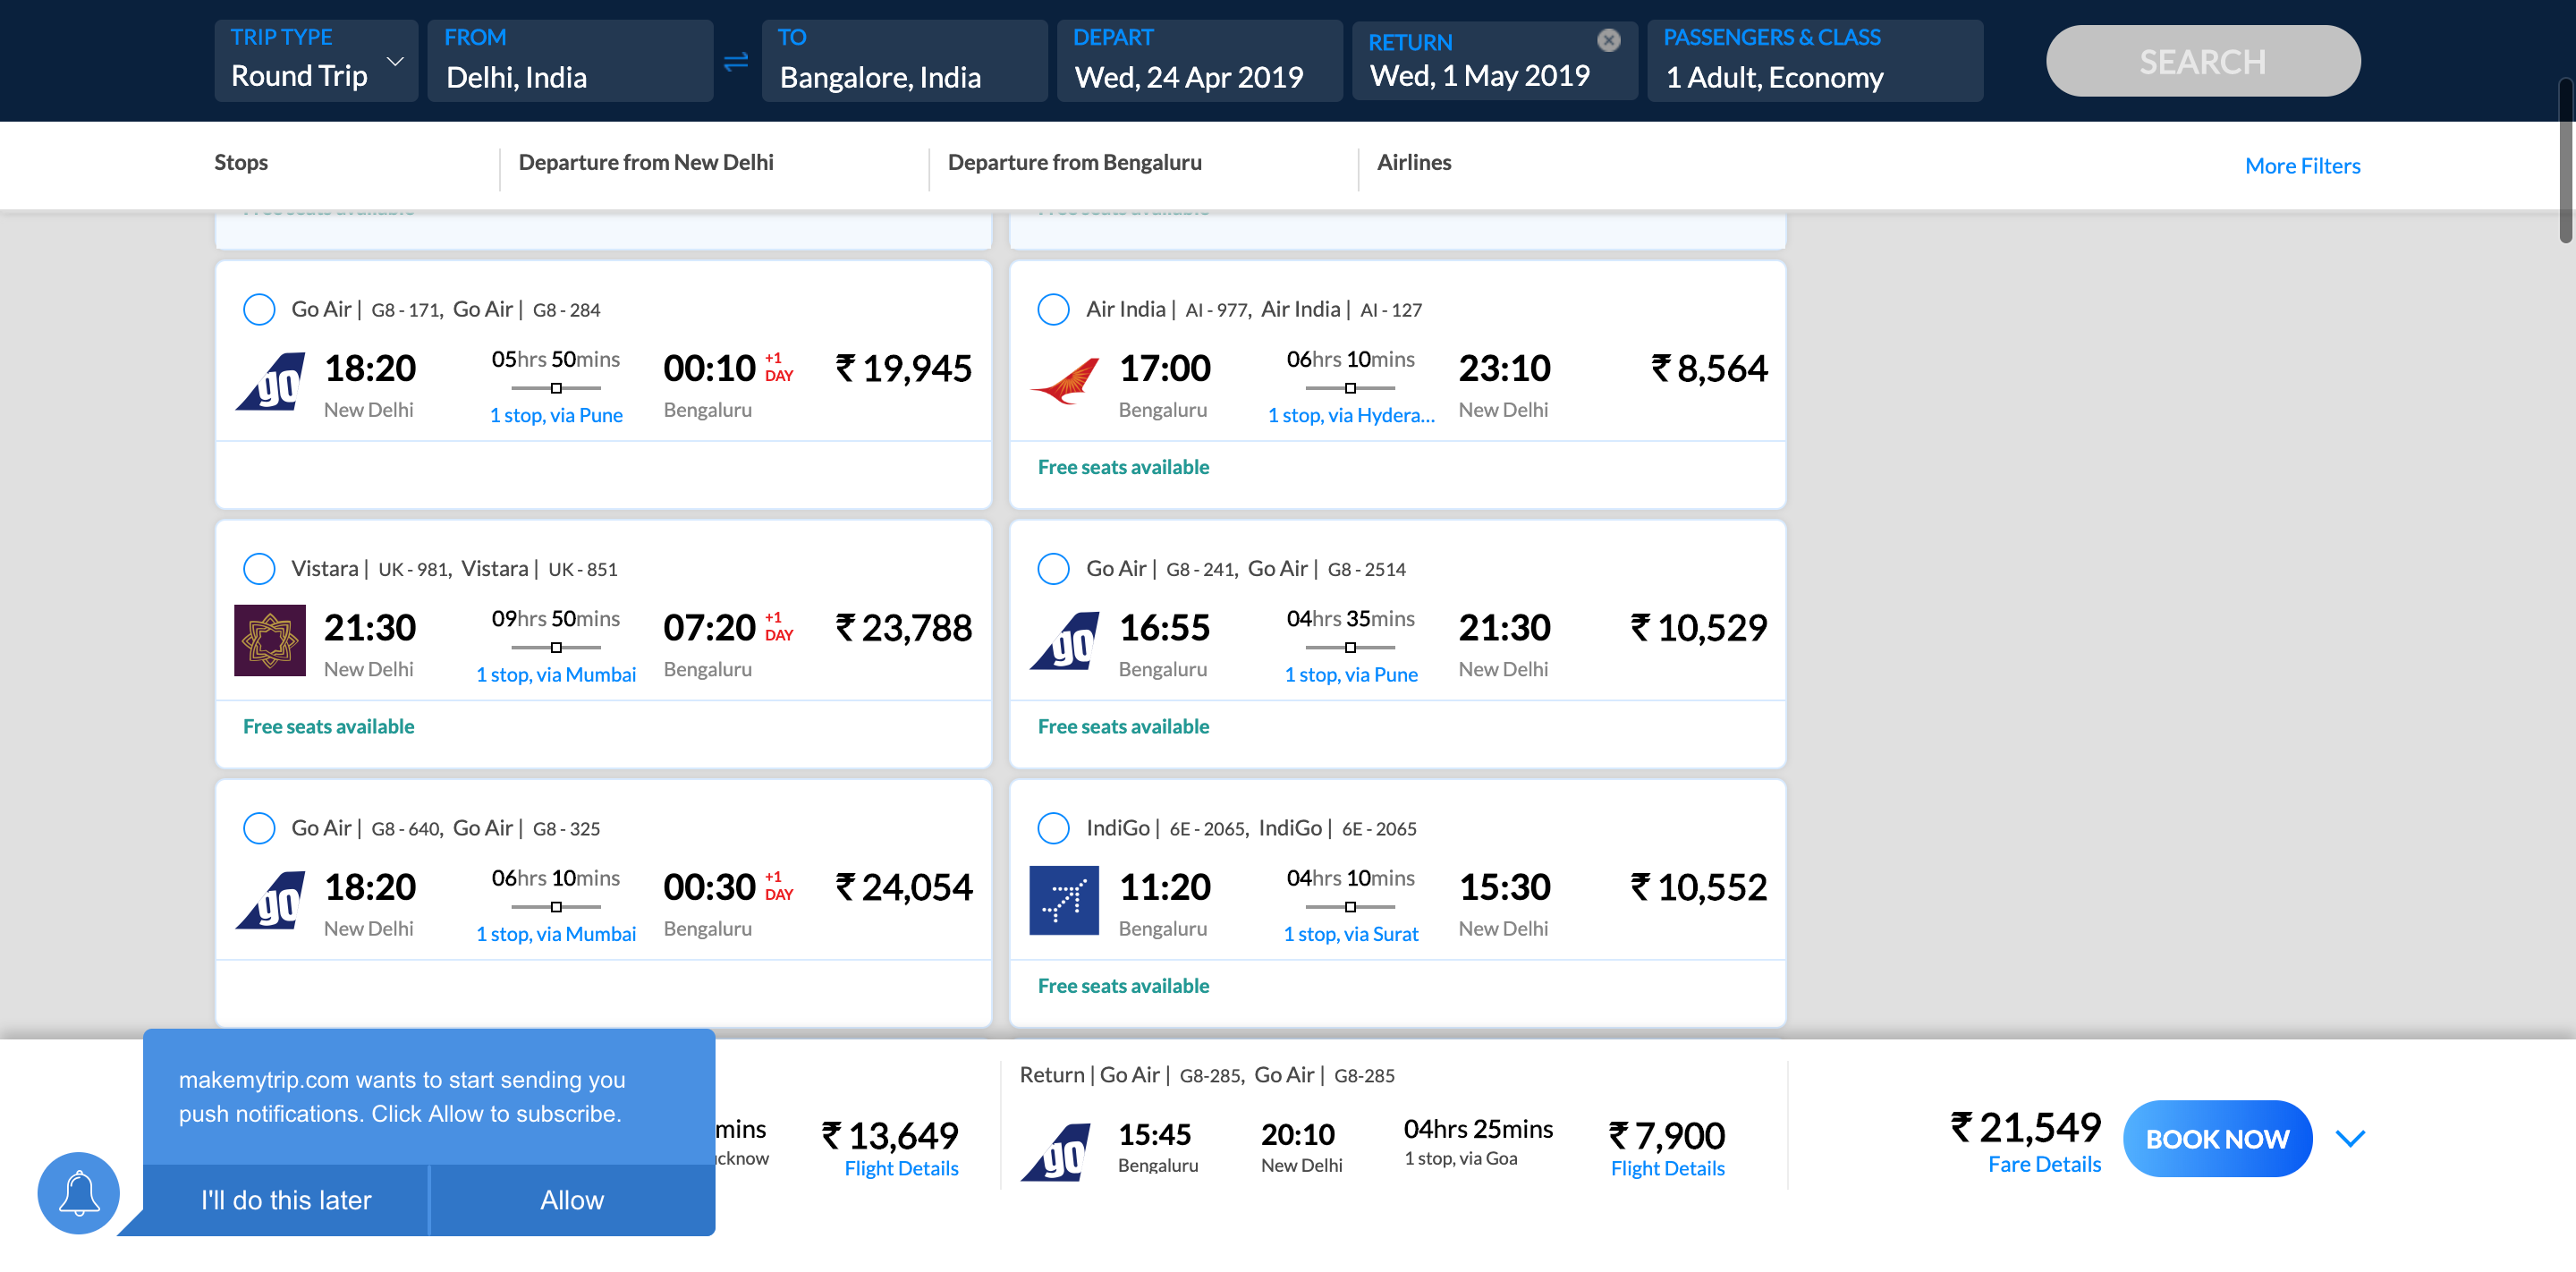 TRIP TYPE
Round Trip
FROM
Delhi, India
TO
Bangalore, India
DEPART
Wed, 24 Apr 2019
RETURN
Wed, 1 May 2019
PASSENGERS & CLASS
1 Adult, Economy
SEARCH
Stops
Departure from New Delhi
Departure from Bengaluru
Airlines
More Filters
Free seats available
Free seats available
Go Air | G8 - 171, Go Air | G8 - 284
go
18:20
New Delhi
05hrs 50mins
1 stop, via Pune
00:10 +1 DAY
Bengaluru
₹ 19,945
Air India | AI - 977, Air India | AI - 127
17:00
Bengaluru
06hrs 10mins
1 stop, via Hydera...
23:10
New Delhi
₹ 8,564
Free seats available
Vistara | UK - 981, Vistara | UK - 851
21:30
New Delhi
09hrs 50mins
1 stop, via Mumbai
07:20 +1 DAY
Bengaluru
₹ 23,788
Free seats available
Go Air | G8 - 241, Go Air | G8 - 2514
go
16:55
Bengaluru
04hrs 35mins
1 stop, via Pune
21:30
New Delhi
₹ 10,529
Free seats available
Go Air | G8 - 640, Go Air | G8 - 325
go
18:20
New Delhi
06hrs 10mins
1 stop, via Mumbai
00:30 +1 DAY
Bengaluru
₹ 24,054
IndiGo | 6E - 2065, IndiGo | 6E - 2065
11:20
Bengaluru
04hrs 10mins
1 stop, via Surat
15:30
New Delhi
₹ 10,552
Free seats available
makemytrip.com wants to start sending you
push notifications. Click Allow to subscribe.
I'll do this later
Allow
mins
ucknow
₹ 13,649
Flight Details
Return | Go Air | G8-285, Go Air | G8-285
go
15:45
Bengaluru
20:10
New Delhi
04hrs 25mins
1 stop, via Goa
₹ 7,900
Flight Details
₹ 21,549
Fare Details
BOOK NOW